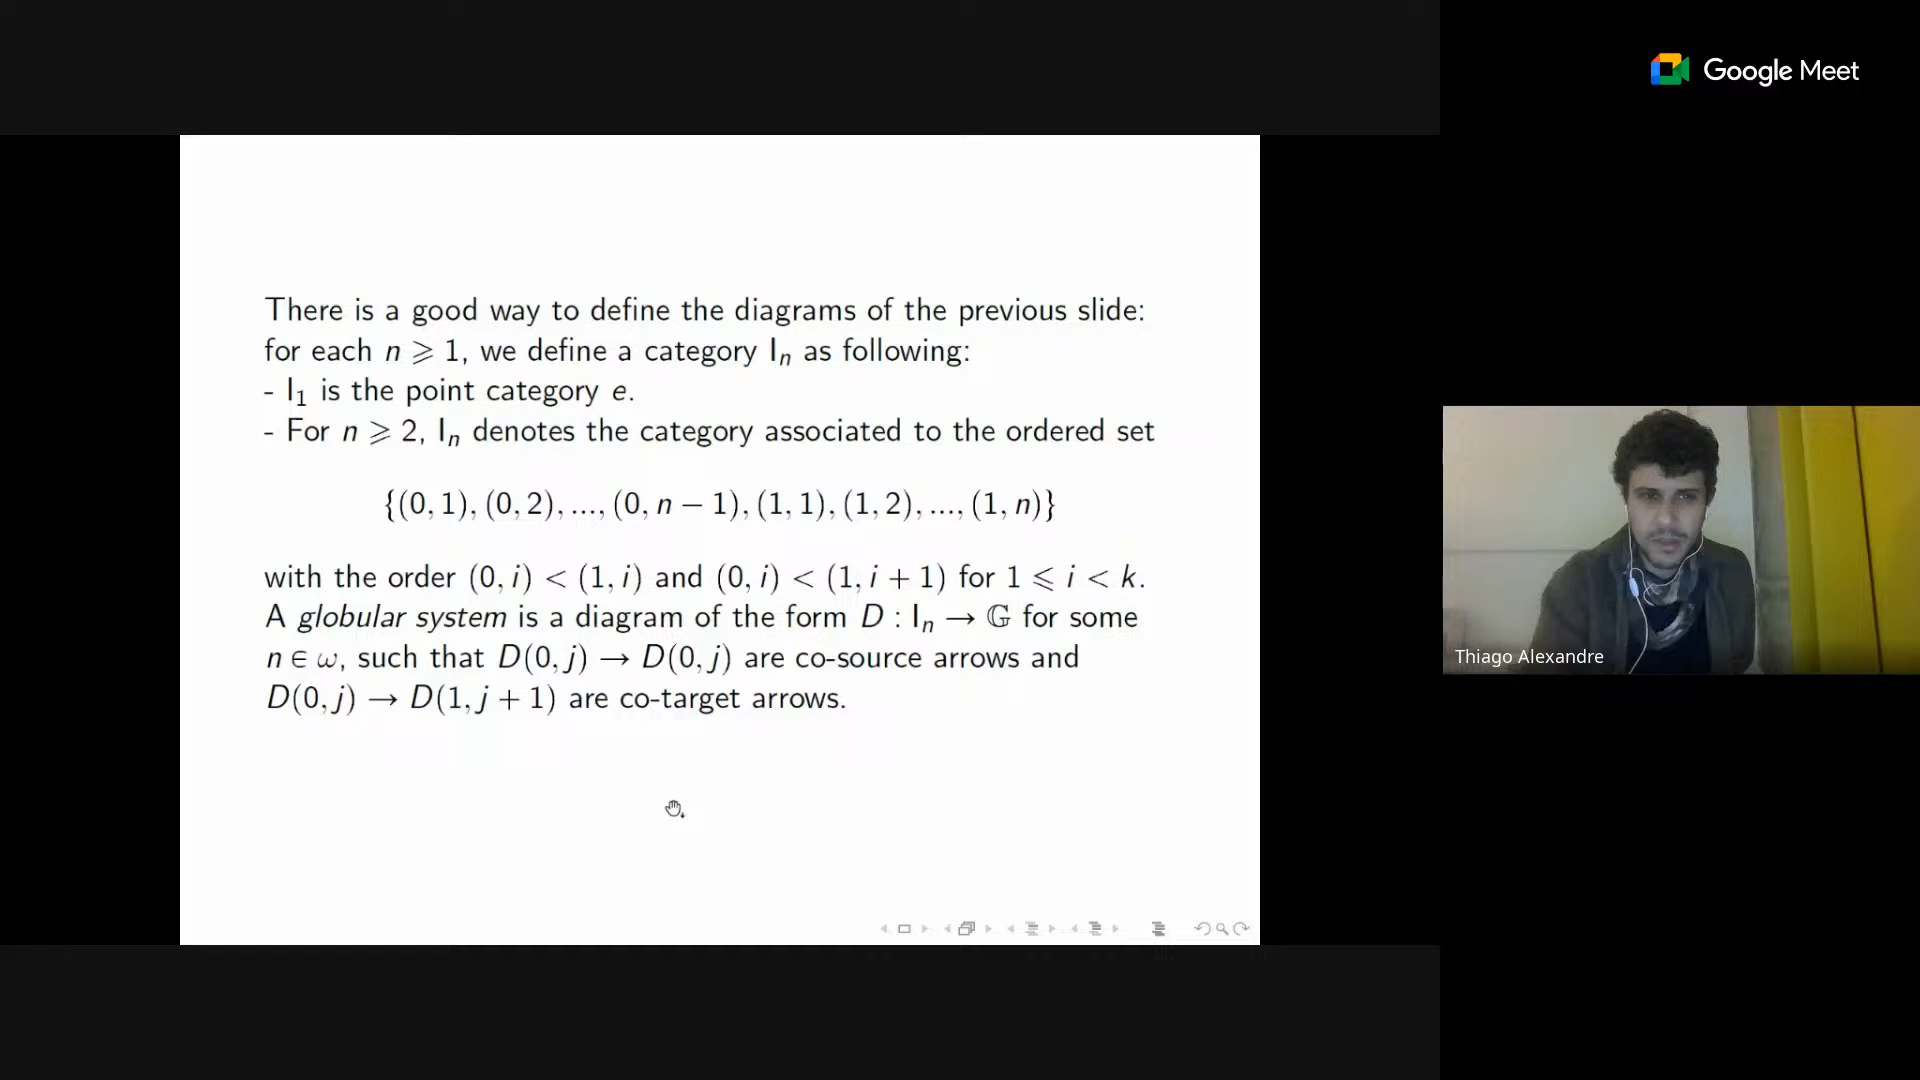 Google Meet
There is a good way to define the diagrams of the previous slide:
for each n ⩾ 1, we define a category Iₙ as following:
- I₁ is the point category e.
- For n ⩾ 2, Iₙ denotes the category associated to the ordered set
{(0, 1), (0, 2), ..., (0, n − 1), (1, 1), (1, 2), ..., (1, n)}
with the order (0, i) < (1, i) and (0, i) < (1, i + 1) for 1 ⩽ i < k.
A globular system is a diagram of the form D : Iₙ → 𝔾 for some
n ∈ ω, such that D(0, j) → D(0, j) are co-source arrows and
D(0, j) → D(1, j + 1) are co-target arrows.
Thiago Alexandre